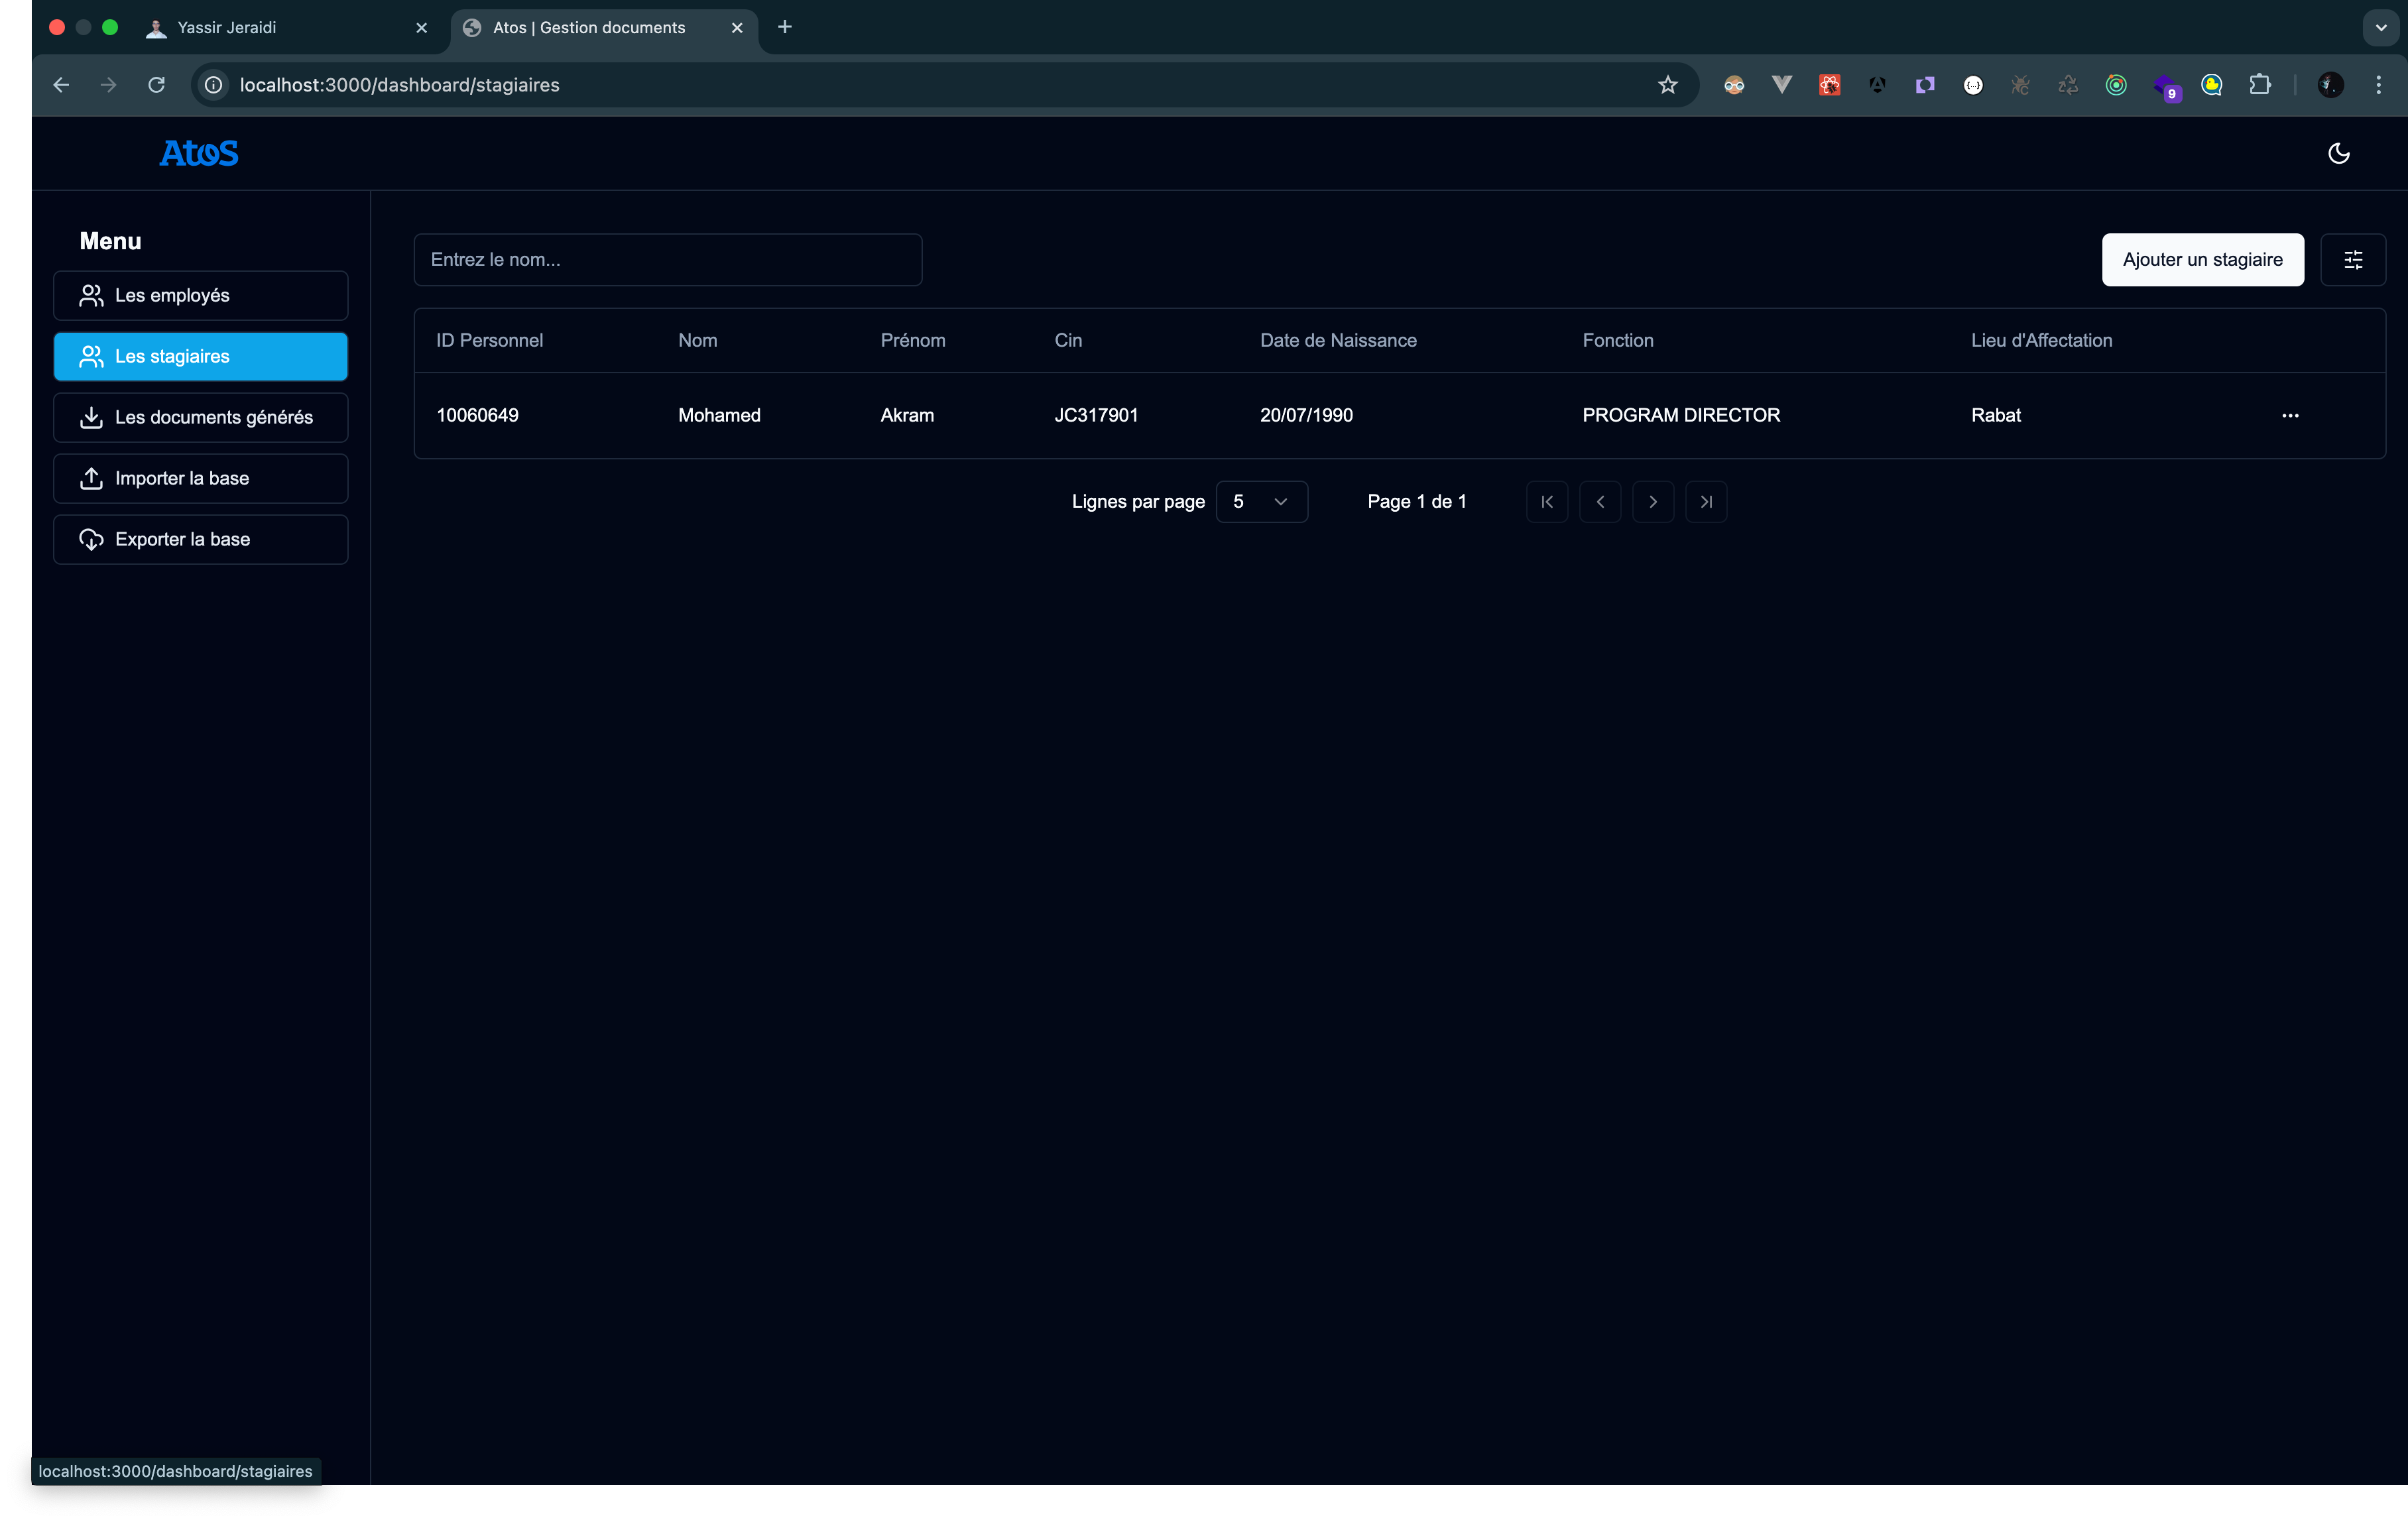 Yassir Jeraidi
Atos | Gestion documents
localhost:3000/dashboard/stagiaires
9
Atos
Menu
Les employés
Les stagiaires
Les documents générés
Importer la base
Exporter la base
Entrez le nom...
Ajouter un stagiaire
ID Personnel Nom Prénom Cin Date de Naissance Fonction Lieu d'Affectation
10060649 Mohamed Akram JC317901 20/07/1990 PROGRAM DIRECTOR Rabat
Lignes par page 5 Page 1 de 1
localhost:3000/dashboard/stagiaires